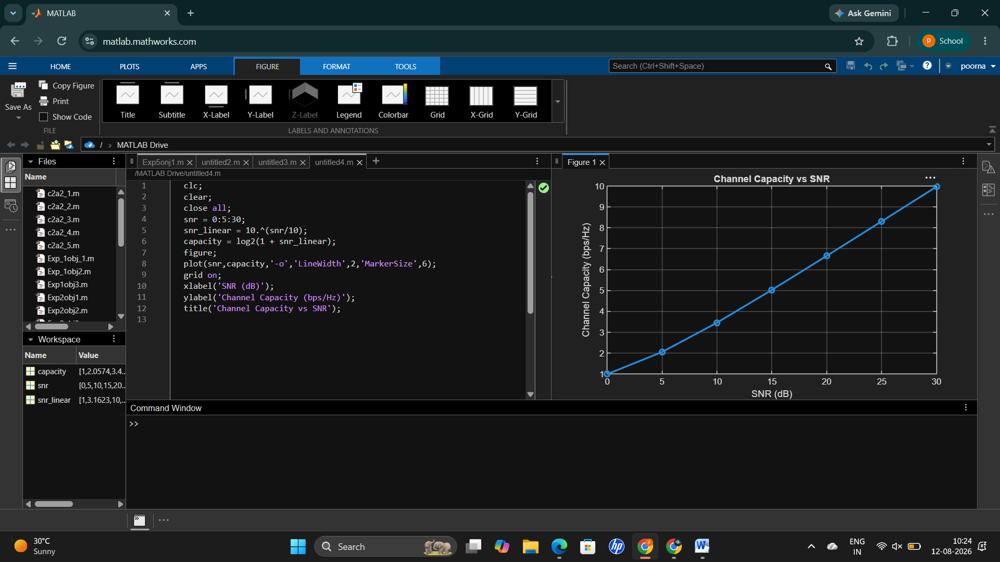 MATLAB
Ask Gemini
matlab.mathworks.com
P School
HOME PLOTS APPS FIGURE FORMAT TOOLS
Search (Ctrl+Shift+Space)
poorna
Save As
Copy Figure
Print
Show Code
FILE
Title Subtitle X-Label Y-Label Z-Label Legend Colorbar Grid X-Grid Y-Grid
LABELS AND ANNOTATIONS
/ › MATLAB Drive
Files
Name
c2a2_1.m
c2a2_2.m
c2a2_3.m
c2a2_4.m
c2a2_5.m
Exp_1obj_1.m
Exp_1obj2.m
Exp1obj3.m
Exp2obj1.m
Exp2obj2.m
Workspace
Name Value
capacity [1,2.0574,3.4..
snr [0,5,10,15,20..
snr_linear [1,3.1623,10,..
Exp5onj1.m untitled2.m untitled3.m untitled4.m
/MATLAB Drive/untitled4.m
1 clc;
2 clear;
3 close all;
4 snr = 0:5:30;
5 snr_linear = 10.^(snr/10);
6 capacity = log2(1 + snr_linear);
7 figure;
8 plot(snr,capacity,'-o','LineWidth',2,'MarkerSize',6);
9 grid on;
10 xlabel('SNR (dB)');
11 ylabel('Channel Capacity (bps/Hz)');
12 title('Channel Capacity vs SNR');
13
Figure 1
Channel Capacity vs SNR
Channel Capacity (bps/Hz)
10
9
8
7
6
5
4
3
2
1
0 5 10 15 20 25 30
SNR (dB)
Command Window
>>
30°C
Sunny
Search
hp
ENG
IN
10:24
12-08-2026